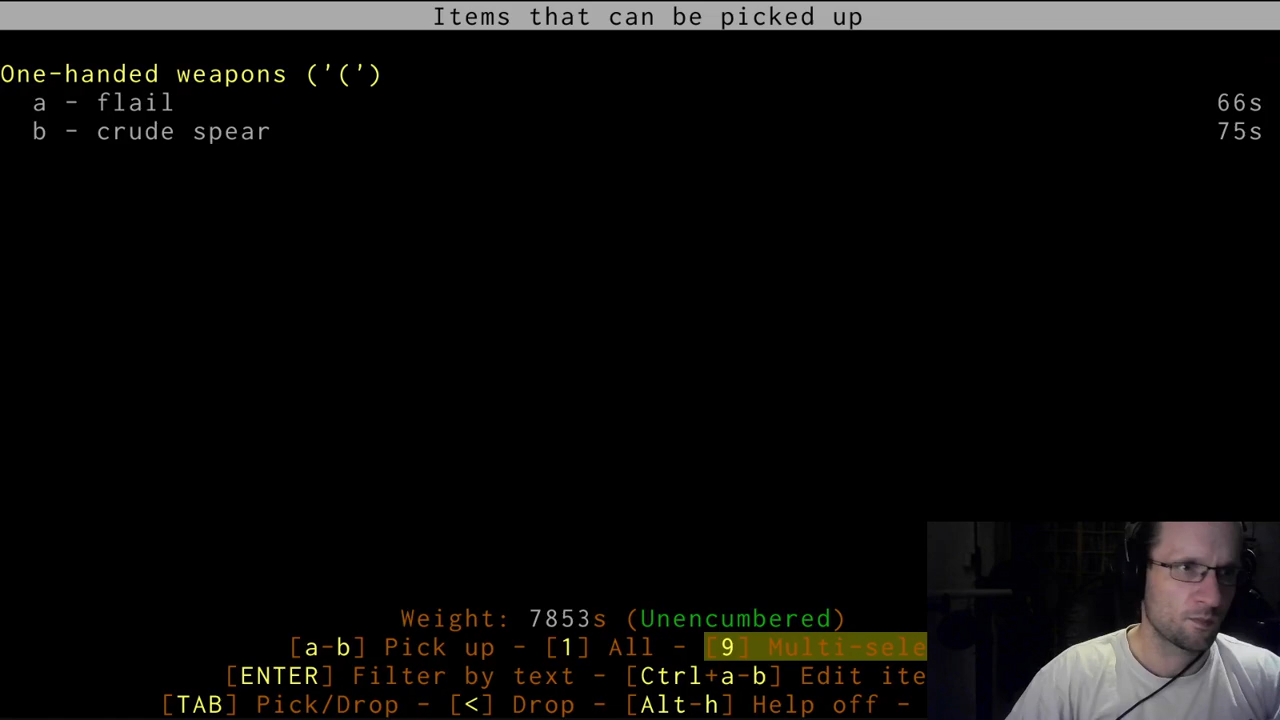 Items that can be picked up
One-handed weapons ('(')
a - flail 66s
b - crude spear 75s
Weight: 7853s (Unencumbered)
[a-b] Pick up - [1] All - [9] Multi-sele
[ENTER] Filter by text - [Ctrl+a-b] Edit ite
[TAB] Pick/Drop - [<] Drop - [Alt-h] Help off -